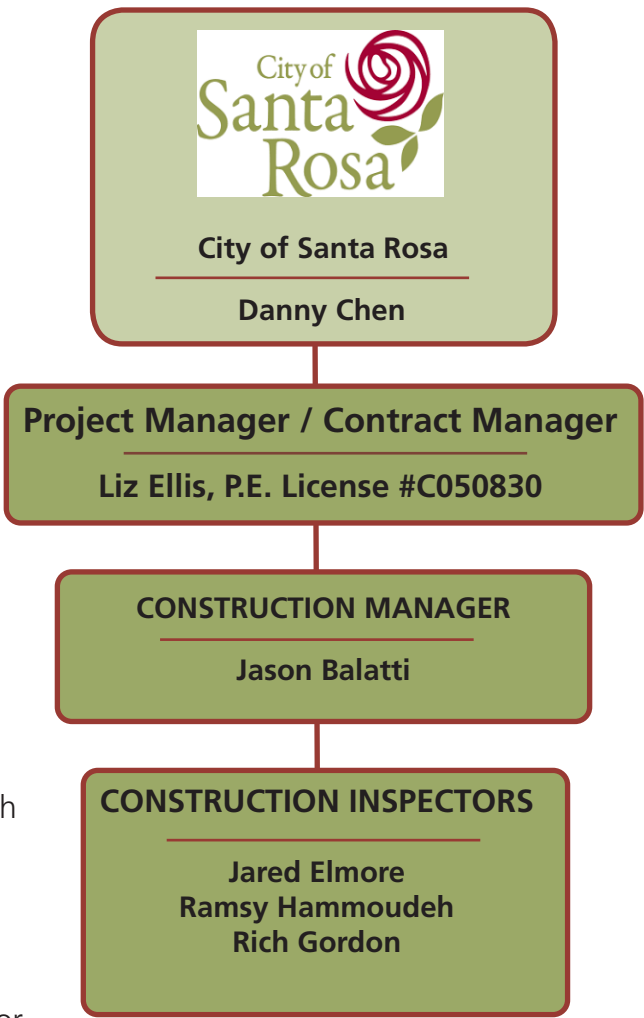 City of
Santa
Rosa
City of Santa Rosa
Danny Chen
Project Manager / Contract Manager
Liz Ellis, P.E. License #C050830
CONSTRUCTION MANAGER
Jason Balatti
CONSTRUCTION INSPECTORS
Jared Elmore
Ramsy Hammoudeh
Rich Gordon